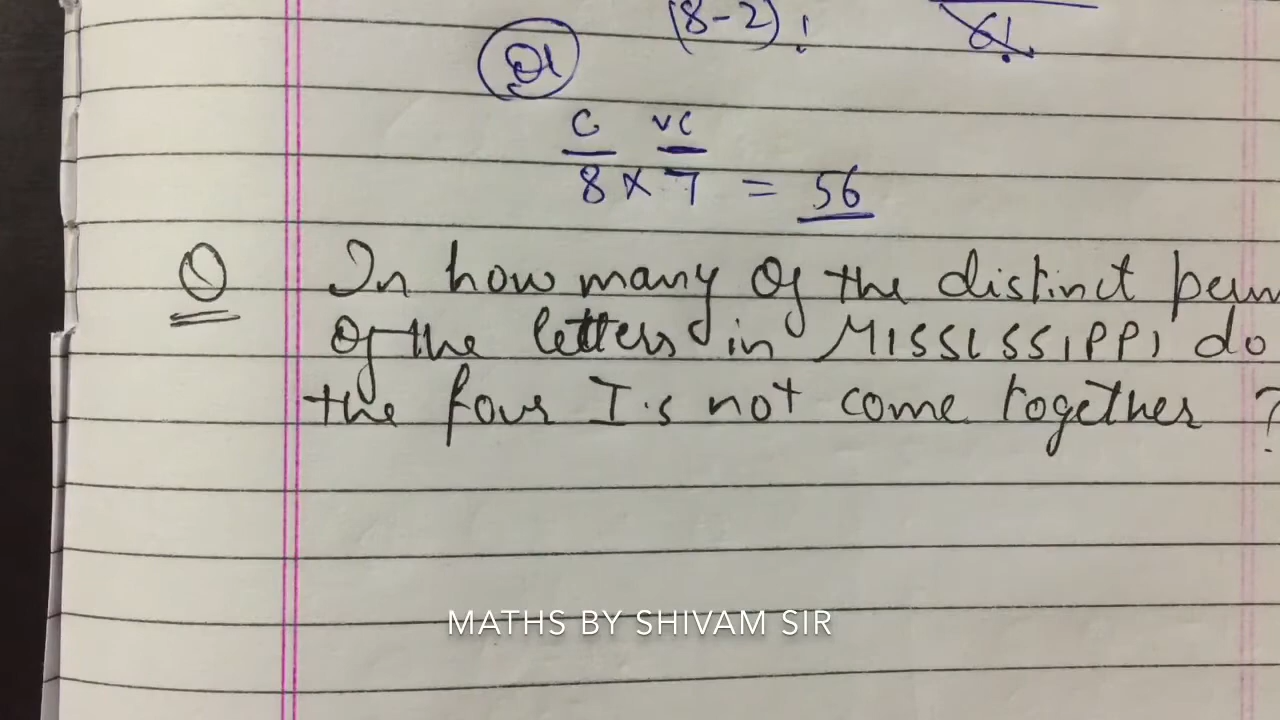 (8-2)! 6!
Q1
C VC
8 × 7 = 56
Q In how many of the distinct perm
of the letters in MISSISSIPPI do
the four I.s not come together ?
MATHS BY SHIVAM SIR